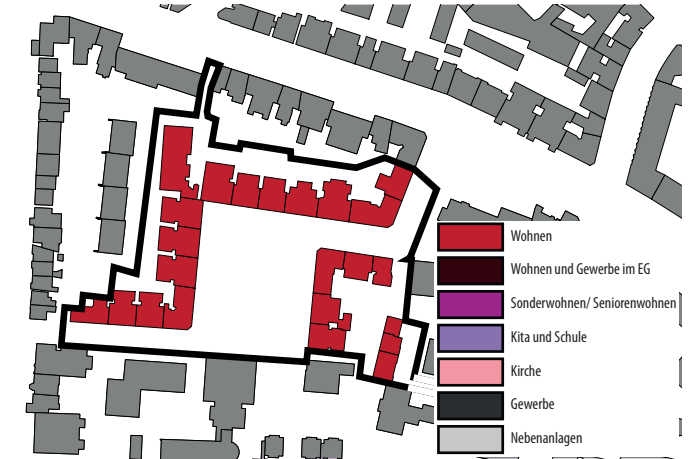 Wohnen
Wohnen und Gewerbe im EG
Sonderwohnen/ Seniorenwohnen
Kita und Schule
Kirche
Gewerbe
Nebenanlagen